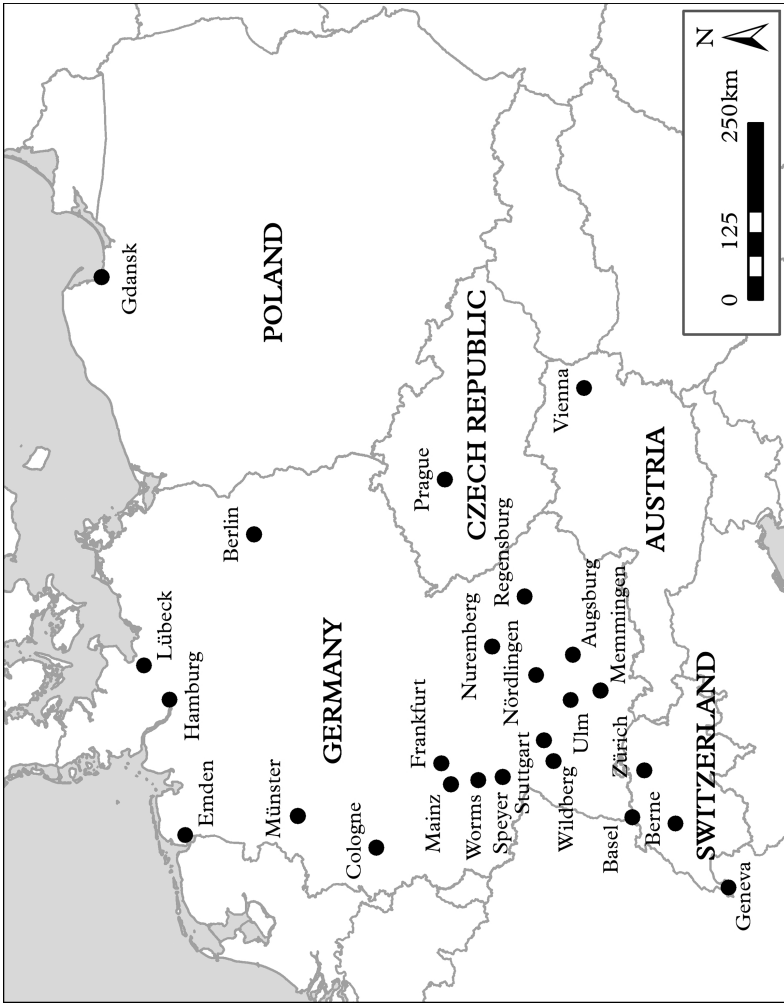 Gdansk
POLAND
Lübeck
Hamburg
Berlin
Emden
Münster
GERMANY
Cologne
Frankfurt
Mainz
Worms
Speyer
Nuremberg
Prague
CZECH REPUBLIC
Regensburg
Nördlingen
Stuttgart
Wildberg
Ulm
Augsburg
Memmingen
Vienna
AUSTRIA
Basel
Zürich
Berne
SWITZERLAND
Geneva
N
0 125 250km